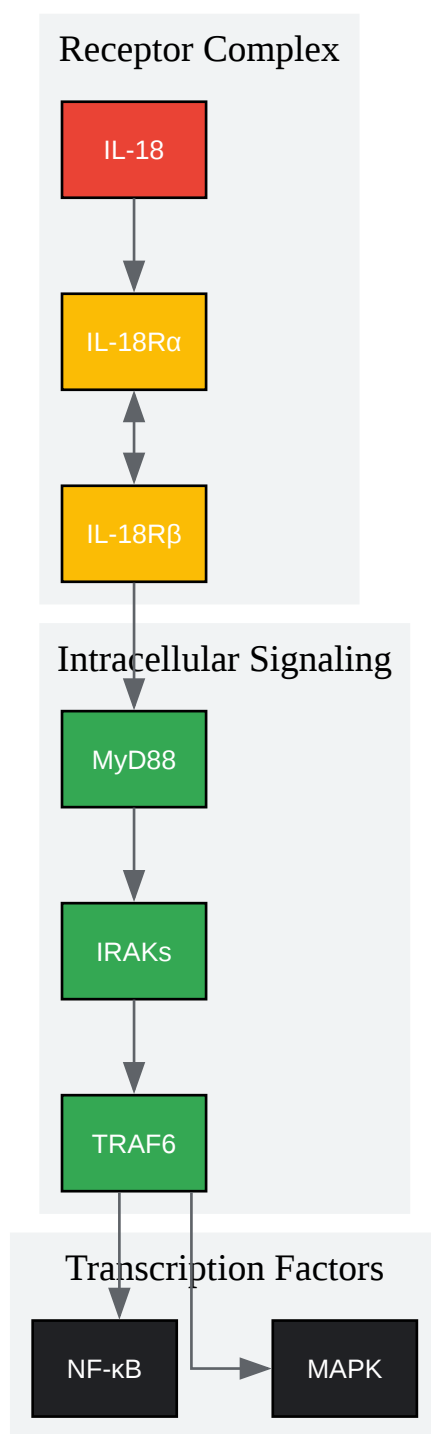 Receptor Complex
IL-18
IL-18Rα
IL-18Rβ
Intracellular Signaling
MyD88
IRAKs
TRAF6
Transcription Factors
NF-κB
MAPK